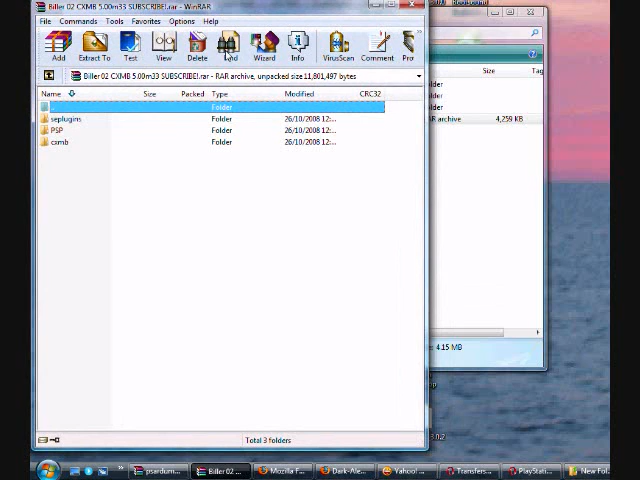 Biller 02 CXMB 5.00m33 SUBSCRIBE!.rar - WinRAR
File Commands Tools Favorites Options Help
Add Extract To Test View Delete Find Wizard Info VirusScan Comment Pro
Biller 02 CXMB 5.00m33 SUBSCRIBE!.rar - RAR archive, unpacked size 11,801,497 bytes
Name Size Packed Type Modified CRC32
Size Tag
.. Folder
lder
seplugins Folder 26/10/2008 12:...
lder
AR archive 4,259 KB
PSP Folder 26/10/2008 12:...
cxmb Folder 26/10/2008 12:...
4.15 MB
Total 3 folders
psardum... Biller 02 ... Mozilla F... Dark-Ale... Yahoo! ... Transfers... PlayStati... New Fol